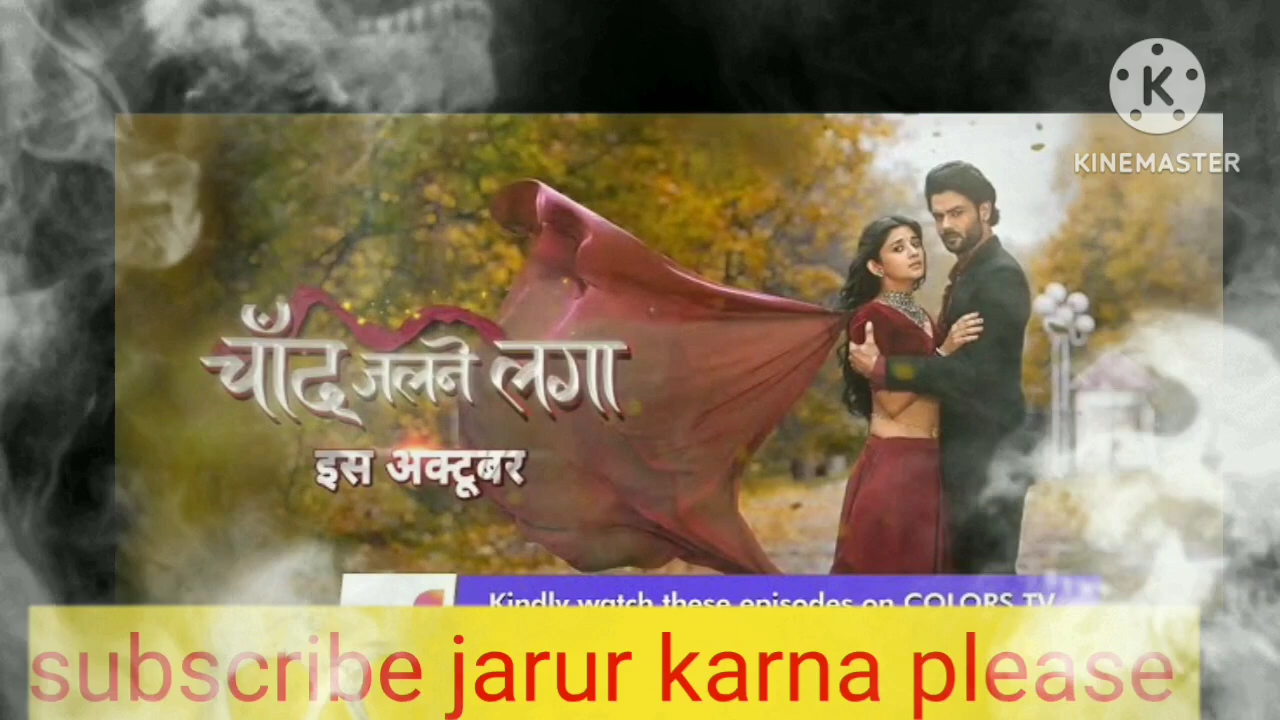 K
KINEMASTER
चाँद जलने लगा
इस अक्टूबर
Kindly watch these episodes on COLORS TV
subscribe jarur karna please